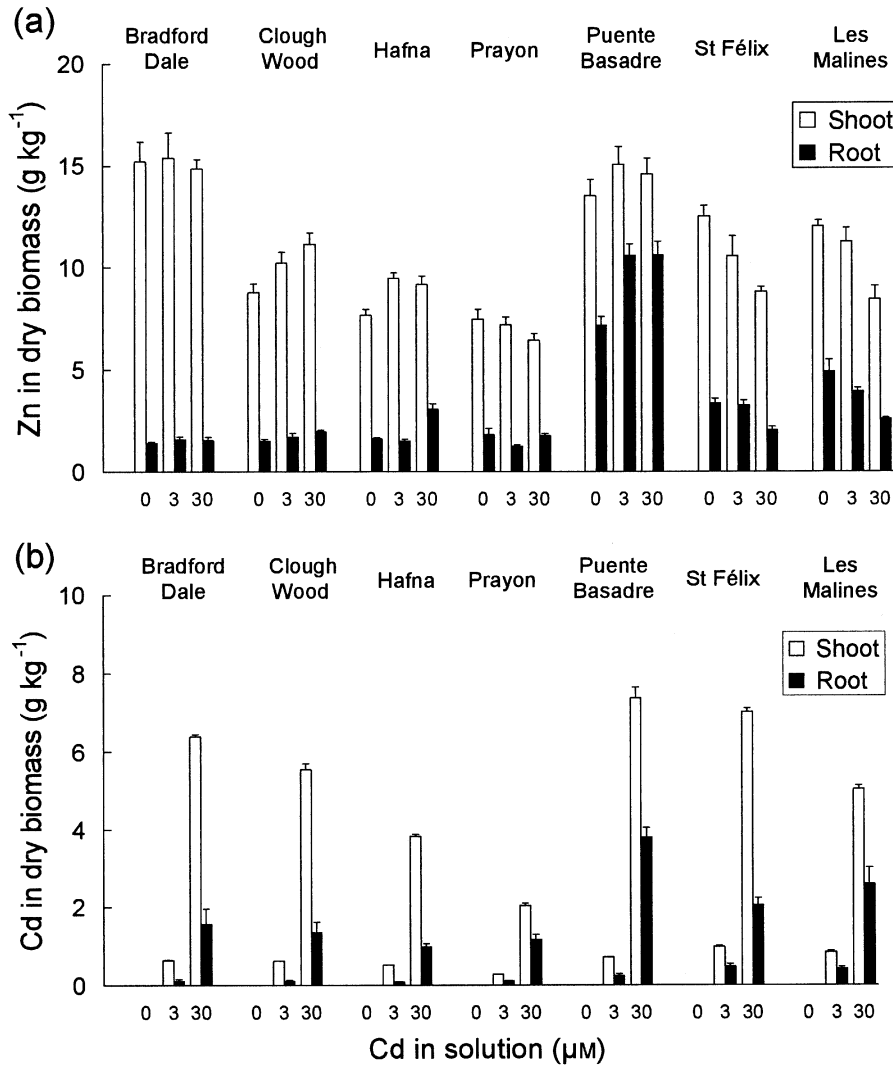 (a)
Bradford Dale Clough Wood Hafna Prayon Puente Basadre St Félix Les Malines
Zn in dry biomass (g kg⁻¹)
20
15
10
5
0
Shoot
Root
0 3 30 0 3 30 0 3 30 0 3 30 0 3 30 0 3 30 0 3 30
(b)
Bradford Dale Clough Wood Hafna Prayon Puente Basadre St Félix Les Malines
Cd in dry biomass (g kg⁻¹)
10
8
6
4
2
0
Shoot
Root
0 3 30 0 3 30 0 3 30 0 3 30 0 3 30 0 3 30 0 3 30
Cd in solution (μM)